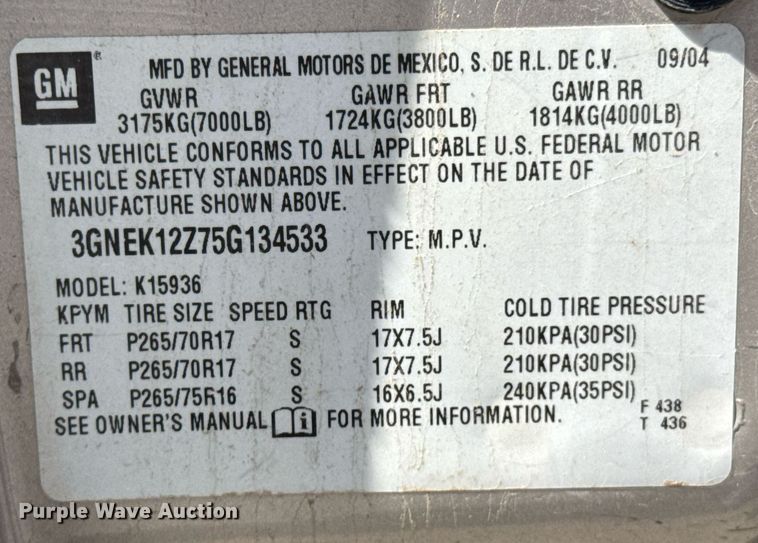 GM ® MFD BY GENERAL MOTORS DE MEXICO, S. DE R.L. DE C.V. 09/04
GVWR GAWR FRT GAWR RR
3175KG(7000LB) 1724KG(3800LB) 1814KG(4000LB)
THIS VEHICLE CONFORMS TO ALL APPLICABLE U.S. FEDERAL MOTOR
VEHICLE SAFETY STANDARDS IN EFFECT ON THE DATE OF
MANUFACTURE SHOWN ABOVE.
3GNEK12Z75G134533 TYPE: M.P.V.
MODEL: K15936
KPYM TIRE SIZE SPEED RTG RIM COLD TIRE PRESSURE
FRT P265/70R17 S 17X7.5J 210KPA(30PSI)
RR P265/70R17 S 17X7.5J 210KPA(30PSI)
SPA P265/75R16 S 16X6.5J 240KPA(35PSI)
SEE OWNER'S MANUAL FOR MORE INFORMATION. F 438
T 436
Purple Wave Auction